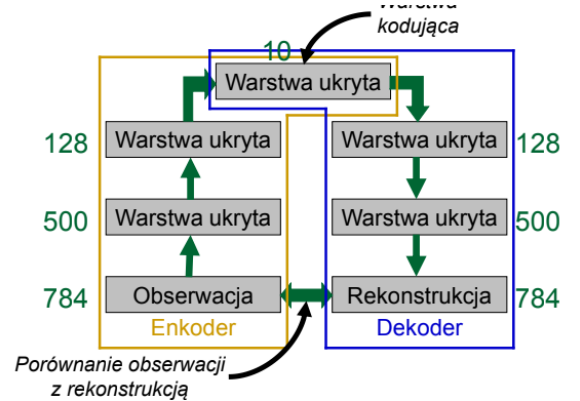 Warstwa
kodująca
10
Warstwa ukryta
128 Warstwa ukryta Warstwa ukryta 128
500 Warstwa ukryta Warstwa ukryta 500
784 Obserwacja Rekonstrukcja 784
Enkoder Dekoder
Porównanie obserwacji
z rekonstrukcją